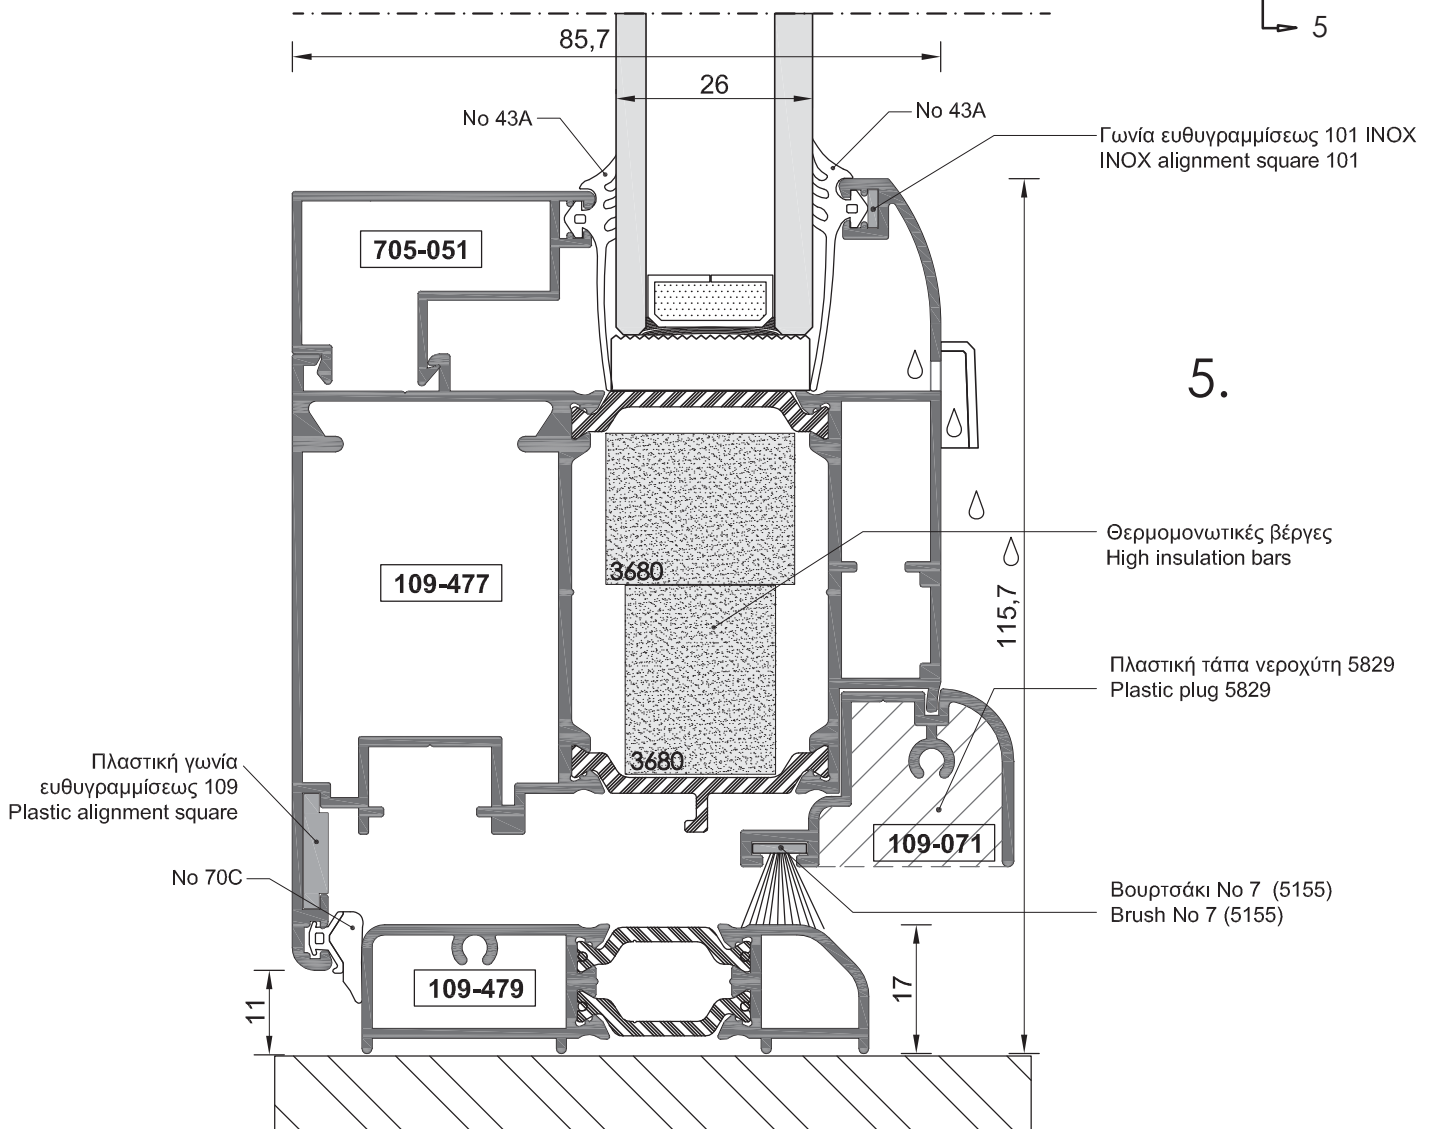 5
85,7
26
No 43A
No 43A
Γωνία ευθυγραμμίσεως 101 INOX
INOX alignment square 101
705-051
5.
109-477
3680
Θερμομονωτικές βέργες
High insulation bars
115,7
Πλαστική τάπα νεροχύτη 5829
Plastic plug 5829
3680
Πλαστική γωνία
ευθυγραμμίσεως 109
Plastic alignment square
109-071
No 70C
Βουρτσάκι No 7 (5155)
Brush No 7 (5155)
109-479
11
17